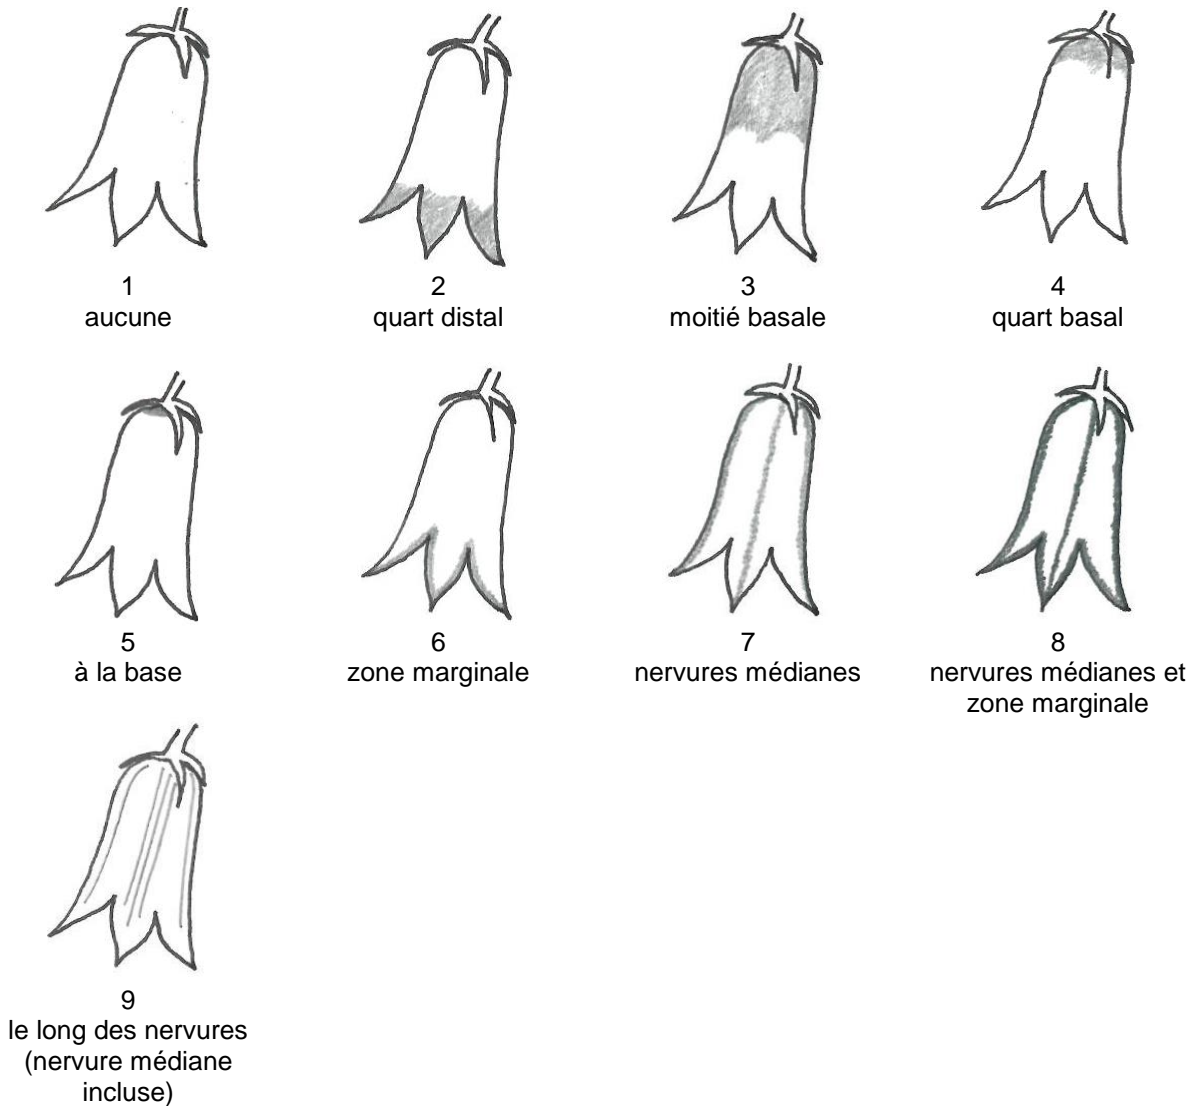 1
aucune
2
quart distal
3
moitié basale
4
quart basal
5
à la base
6
zone marginale
7
nervures médianes
8
nervures médianes et
zone marginale
9
le long des nervures
(nervure médiane
incluse)